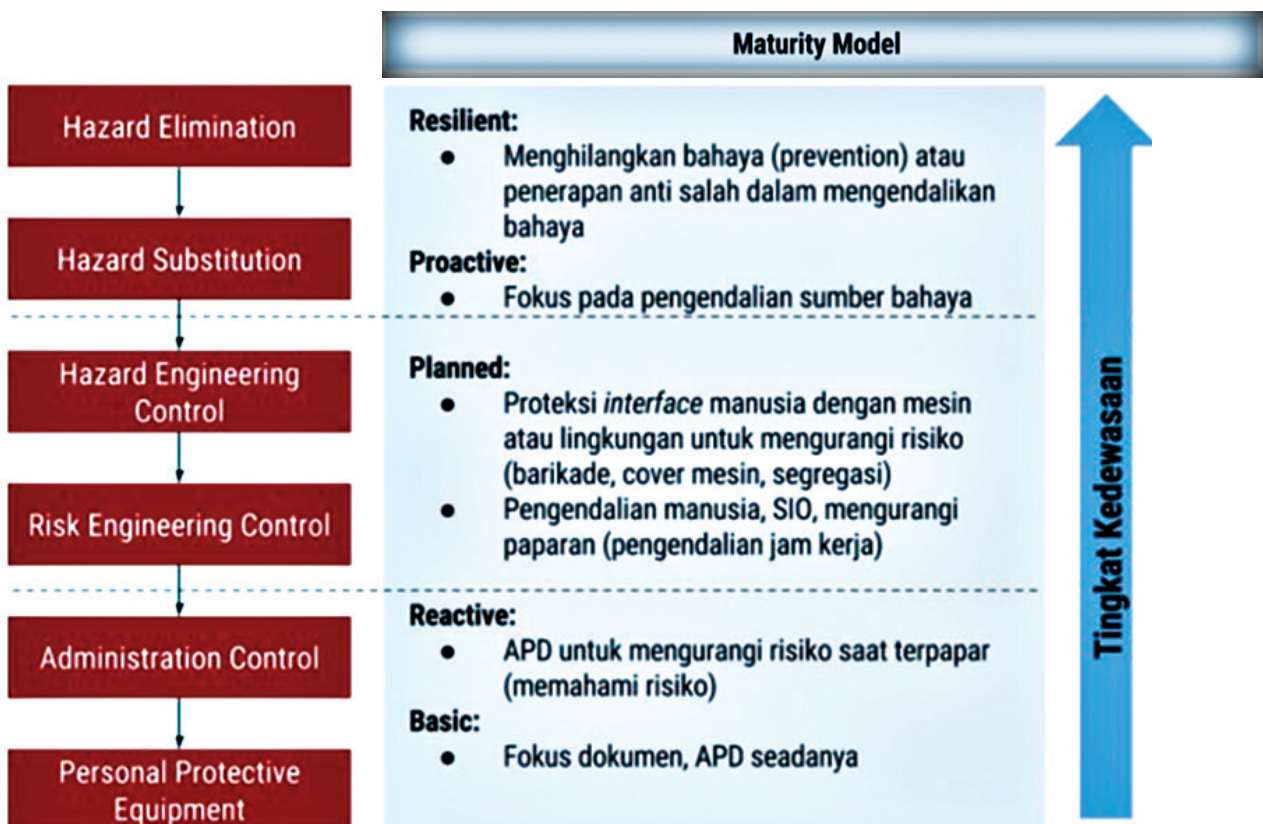 Maturity Model
Hazard Elimination
Hazard Substitution
Hazard Engineering
Control
Risk Engineering Control
Administration Control
Personal Protective
Equipment
Resilient:
● Menghilangkan bahaya (prevention) atau
penerapan anti salah dalam mengendalikan
bahaya
Proactive:
● Fokus pada pengendalian sumber bahaya
Planned:
● Proteksi interface manusia dengan mesin
atau lingkungan untuk mengurangi risiko
(barikade, cover mesin, segregasi)
● Pengendalian manusia, SIO, mengurangi
paparan (pengendalian jam kerja)
Reactive:
● APD untuk mengurangi risiko saat terpapar
(memahami risiko)
Basic:
● Fokus dokumen, APD seadanya
Tingkat Kedewasaan